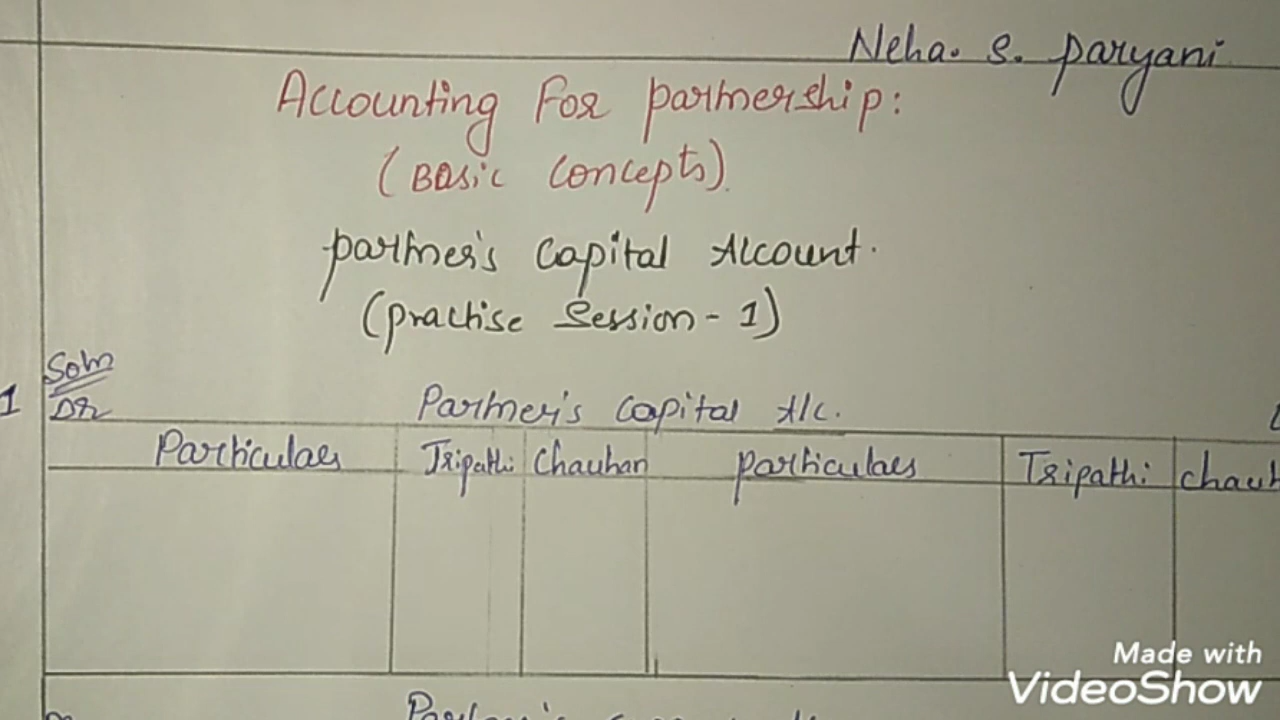 Neha. S. Paryani
Accounting For partnership:
(Basic Concepts).
partner's Capital Account.
(practise Session - 1)
Soln
1 Dr Partner's Capital A/c.
Particulars Tripathi Chauhan particulars Tripathi chauh
Made with
VideoShow